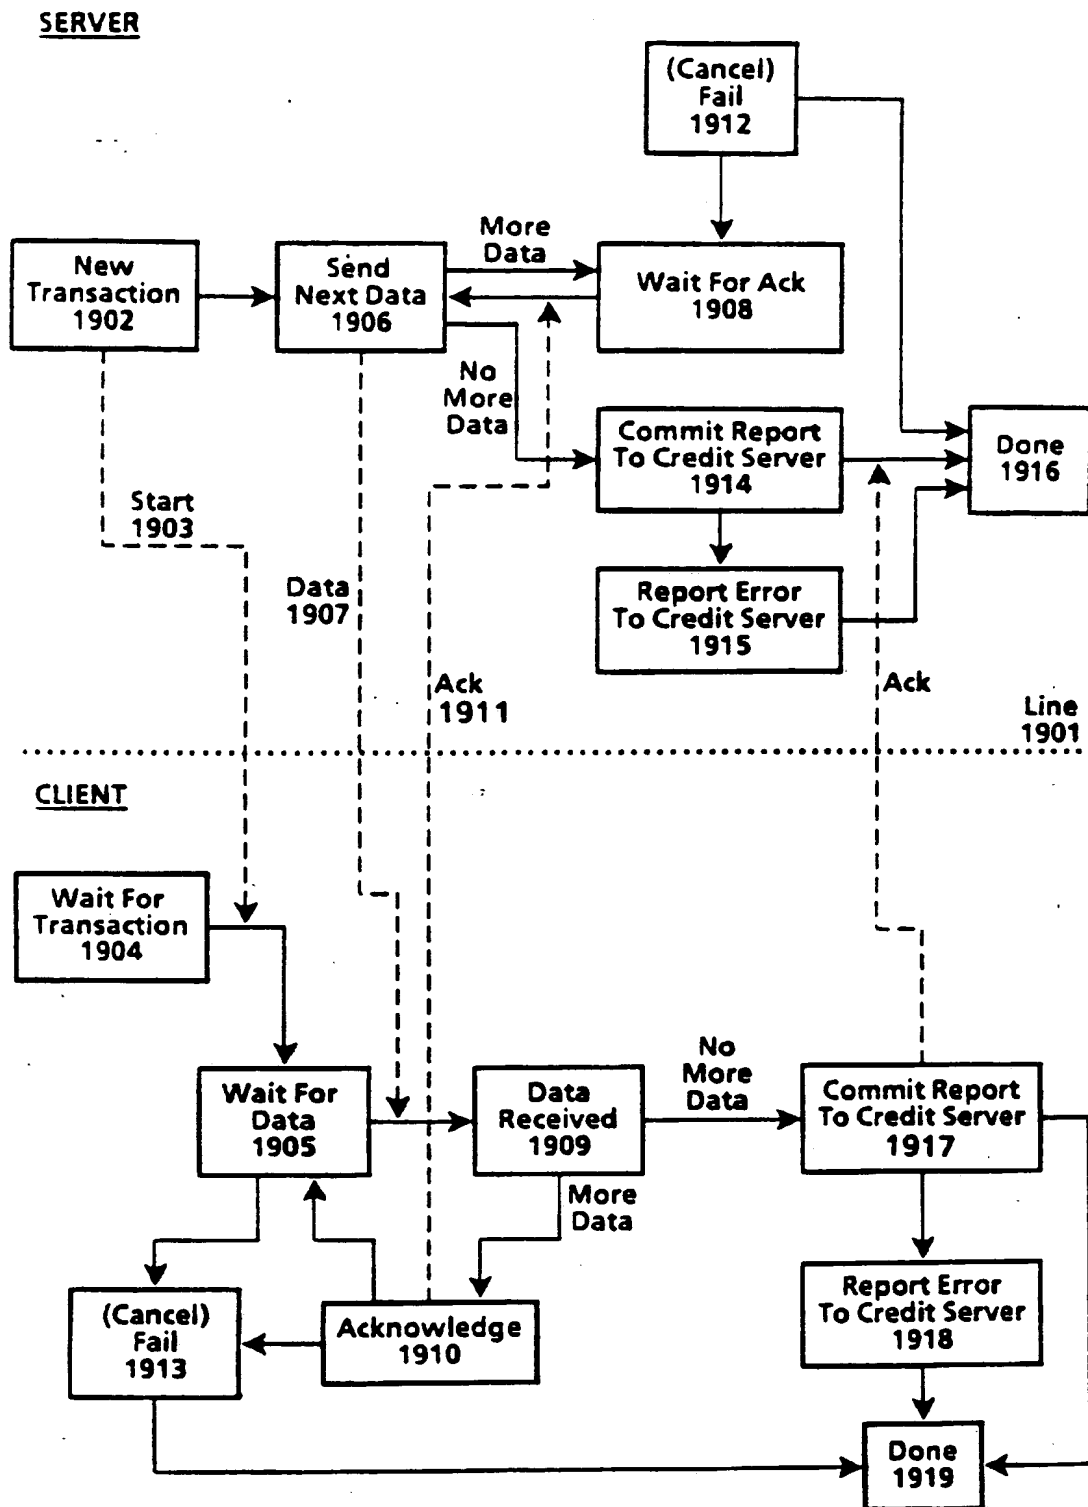 SERVER
(Cancel)
Fail
1912
New
Transaction
1902
Send
Next Data
1906
More
Data
Wait For Ack
1908
No
More
Data
Commit Report
To Credit Server
1914
Done
1916
Start
1903
Data
1907
Report Error
To Credit Server
1915
Ack
1911
Ack
Line
1901
CLIENT
Wait For
Transaction
1904
Wait For
Data
1905
Data
Received
1909
No
More
Data
Commit Report
To Credit Server
1917
More
Data
(Cancel)
Fail
1913
Acknowledge
1910
Report Error
To Credit Server
1918
Done
1919